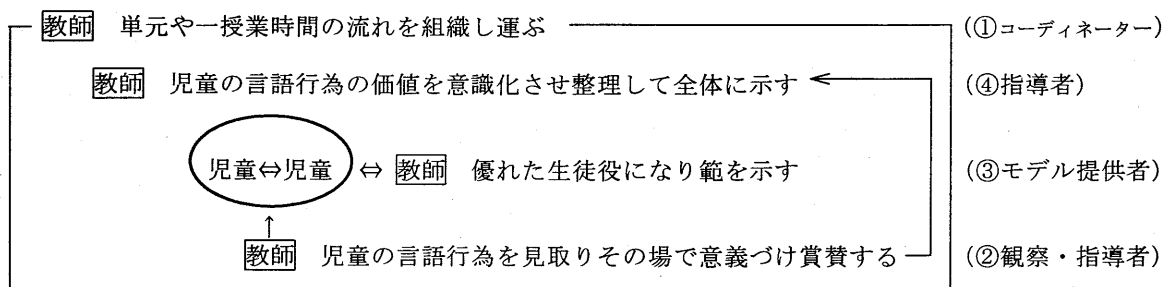 教師 単元や一授業時間の流れを組織し運ぶ (①コーディネーター)
教師 児童の言語行為の価値を意識化させ整理して全体に示す (④指導者)
児童⇔児童 ⇔ 教師 優れた生徒役になり範を示す (③モデル提供者)
教師 児童の言語行為を見取りその場で意義づけ賞賛する (②観察・指導者)